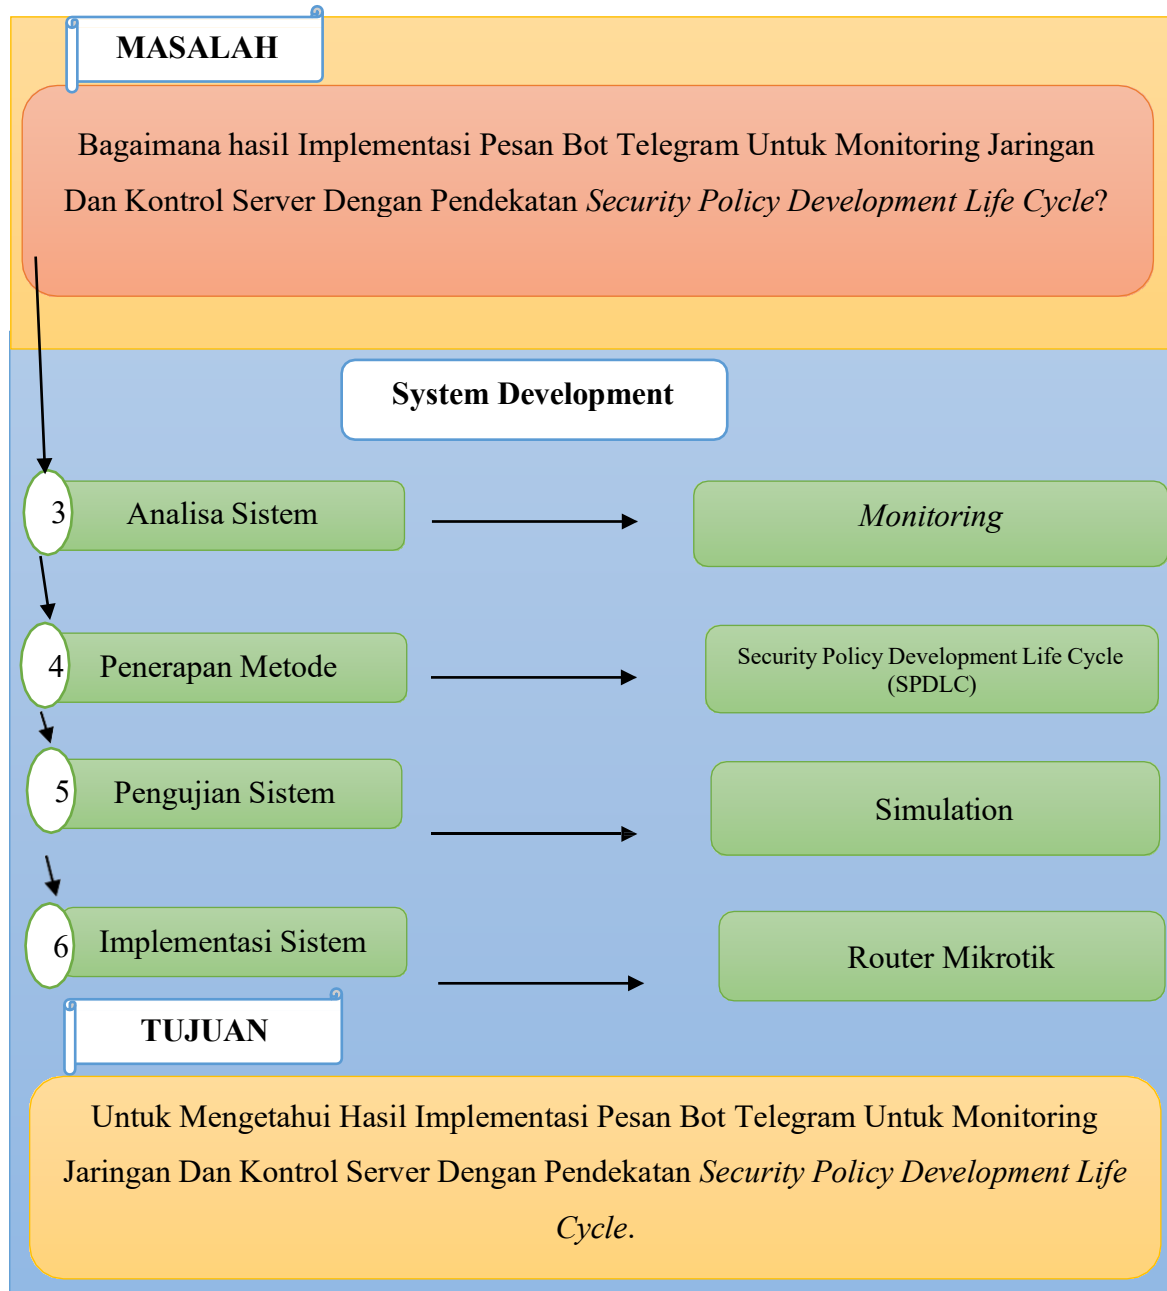 MASALAH
Bagaimana hasil Implementasi Pesan Bot Telegram Untuk Monitoring Jaringan
Dan Kontrol Server Dengan Pendekatan Security Policy Development Life Cycle?
System Development
3 Analisa Sistem
Monitoring
4 Penerapan Metode
Security Policy Development Life Cycle
(SPDLC)
5 Pengujian Sistem
Simulation
6 Implementasi Sistem
Router Mikrotik
TUJUAN
Untuk Mengetahui Hasil Implementasi Pesan Bot Telegram Untuk Monitoring
Jaringan Dan Kontrol Server Dengan Pendekatan Security Policy Development Life
Cycle.